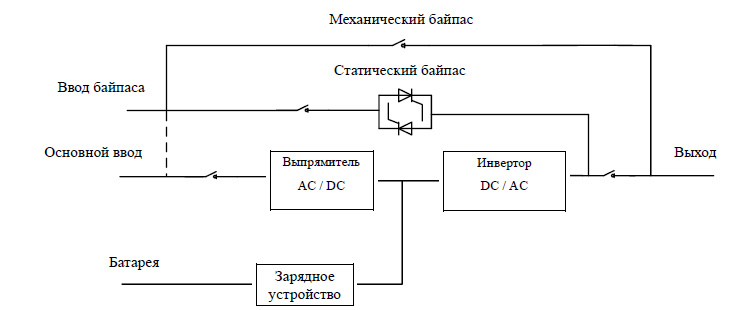 Механический байпас
Статический байпас
Ввод байпаса
Основной ввод
Выпрямитель
AC / DC
Инвертор
DC / AC
Выход
Батарея
Зарядное
устройство